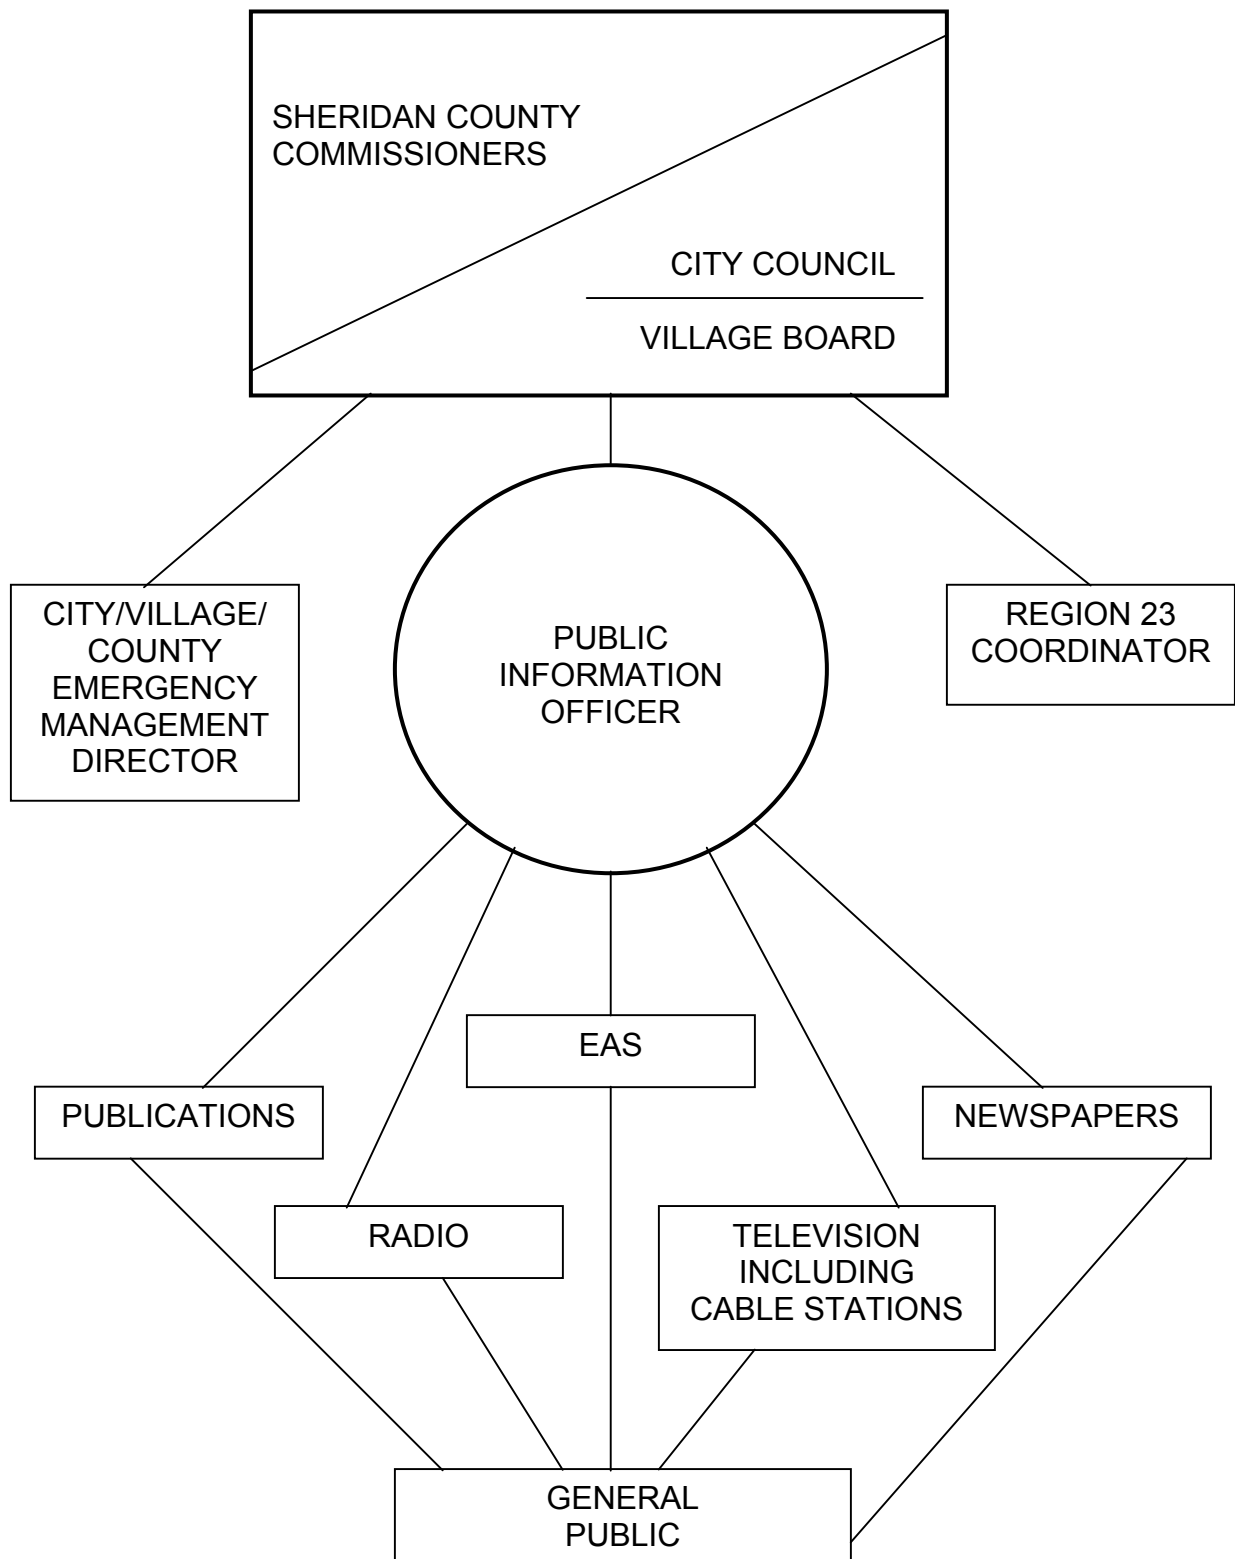 SHERIDAN COUNTY
COMMISSIONERS
CITY COUNCIL
VILLAGE BOARD
CITY/VILLAGE/
COUNTY
EMERGENCY
MANAGEMENT
DIRECTOR
PUBLIC
INFORMATION
OFFICER
REGION 23
COORDINATOR
EAS
PUBLICATIONS
NEWSPAPERS
RADIO
TELEVISION
INCLUDING
CABLE STATIONS
GENERAL
PUBLIC